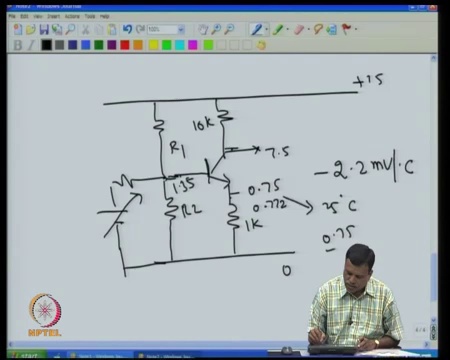 File Edit View Insert Actions Tools Help
+15
10k
R1
7.5
-2.2 mV/°C
1.35
0.75
R2
0.772
25°C
1k
0.75
0
NPTEL
start